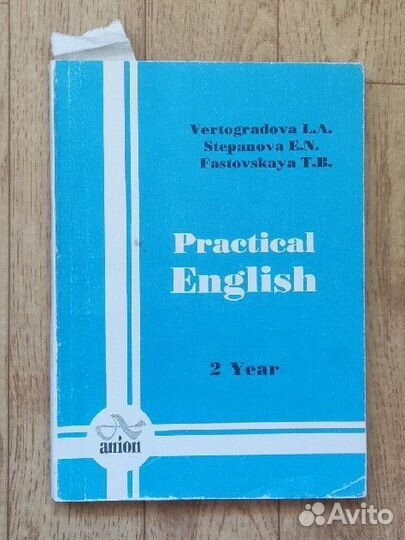 Vertogradova L.A.
Stepanova E.N.
Fastovskaya T.B.
Practical
English
2 Year
anion
Avito